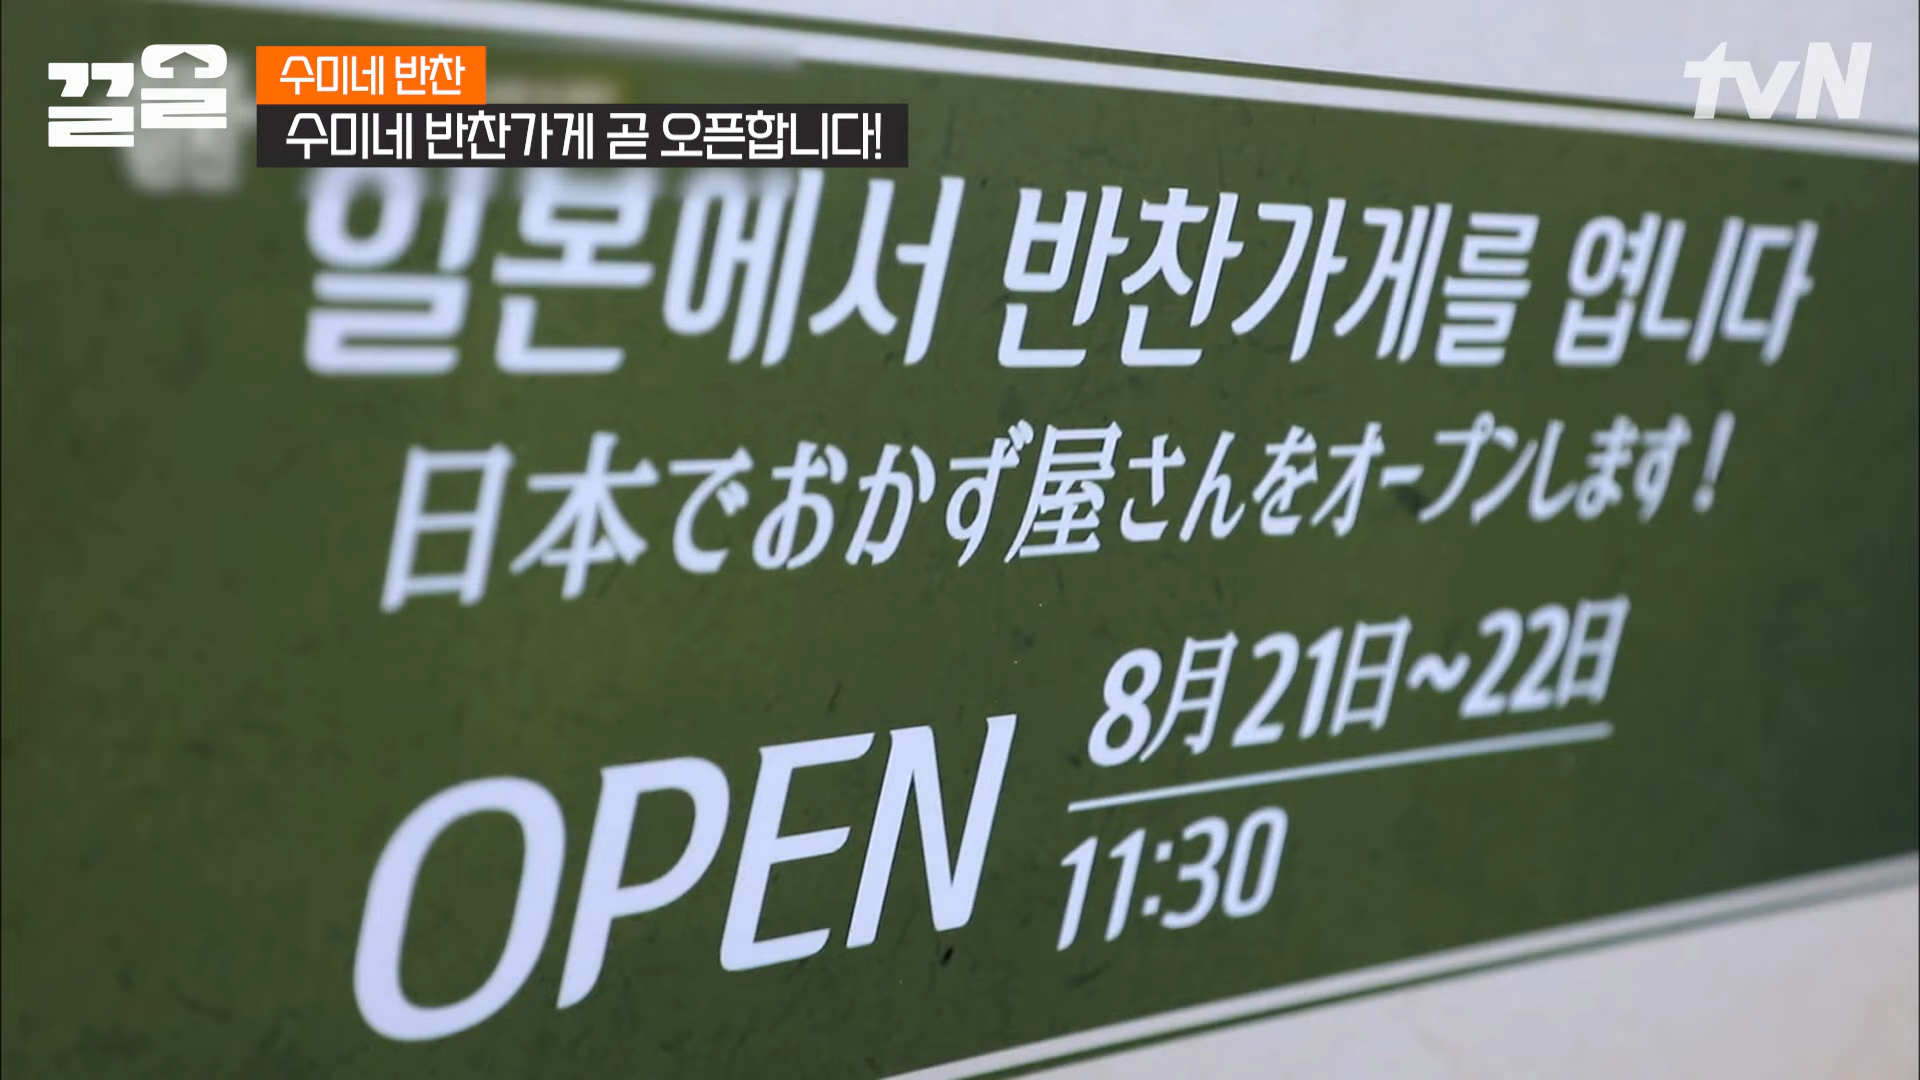 끌올
수미네 반찬
tvN
수미네 반찬가게 곧 오픈합니다!
일본에서 반찬가게를 엽니다
日本でおかず屋さんをオープンします!
8月21日~22日
OPEN
11:30